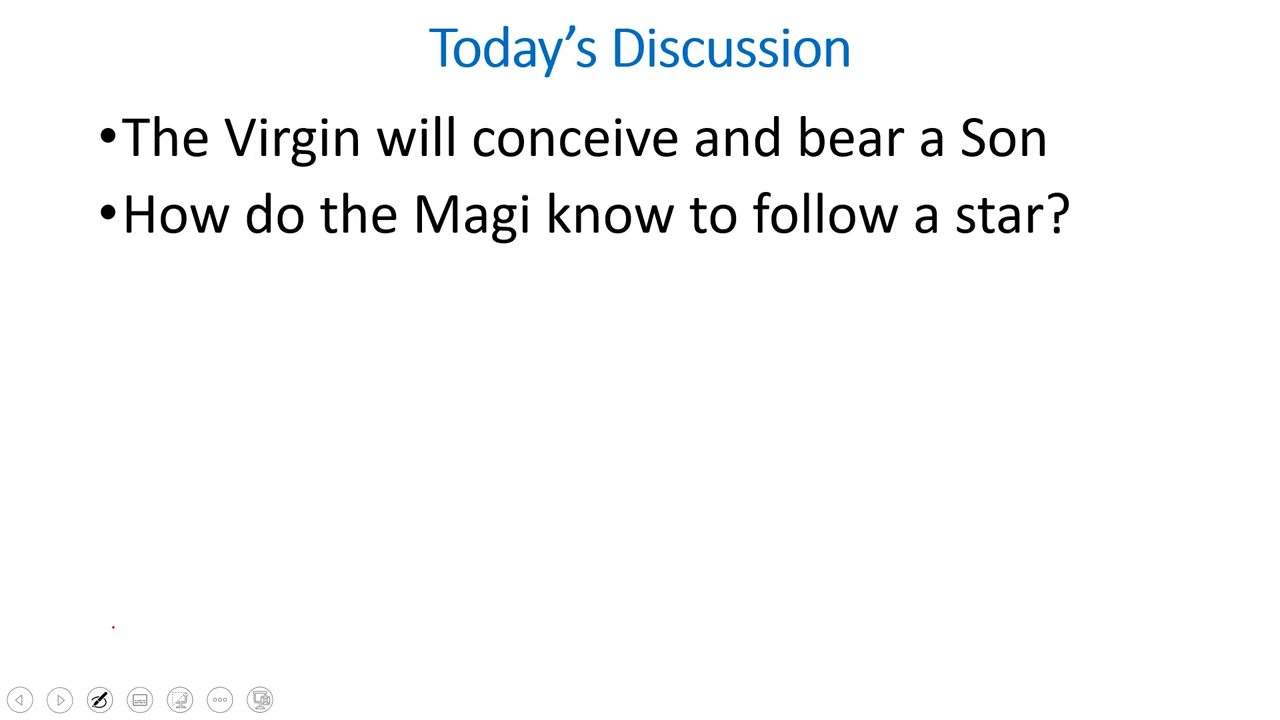 Today’s Discussion
•The Virgin will conceive and bear a Son
•How do the Magi know to follow a star?